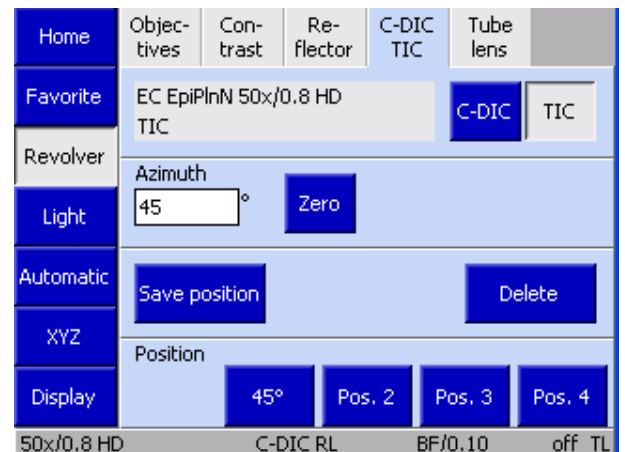 Home
Objec-
tives
Con-
trast
Re-
flector
C-DIC
TIC
Tube
lens
Favorite
EC EpiPlnN 50x/0.8 HD
TIC
C-DIC
TIC
Revolver
Azimuth
45 °
Zero
Light
Automatic
Save position
Delete
XYZ
Position
Display
45°
Pos. 2
Pos. 3
Pos. 4
50x/0.8 HD
C-DIC RL
BF/0.10
off TL